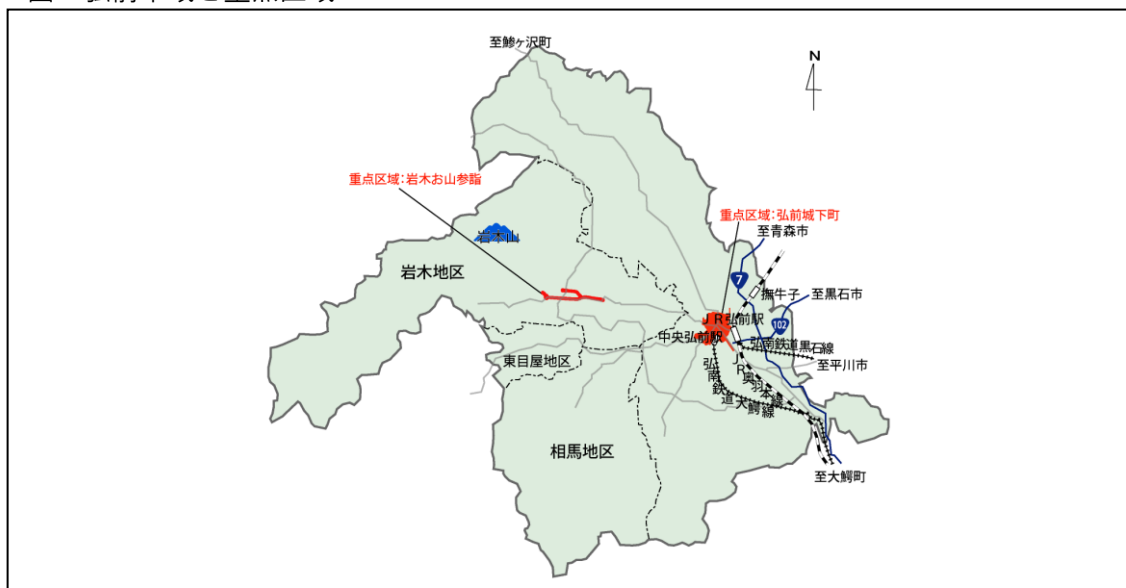 至鰺ヶ沢町
N
重点区域:岩木お山参詣
重点区域:弘前城下町
至青森市
岩木山
岩木地区
7
撫牛子
至黒石市
JR弘前駅
102
中央弘前駅
弘南鉄道黒石線
東目屋地区
至平川市
弘南鉄道大鰐線
JR奥羽本線
相馬地区
至大鰐町